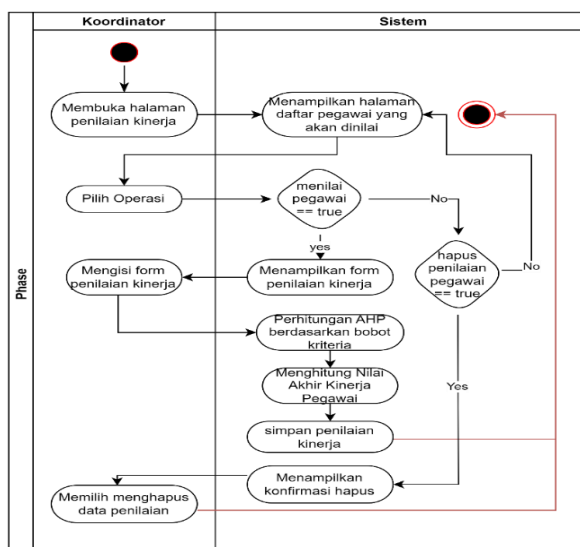 Koordinator
Sistem
Phase
Membuka halaman
penilaian kinerja
Menampilkan halaman
daftar pegawai yang
akan dinilai
Pilih Operasi
menilai
pegawai
== true
No
yes
hapus
penilaian
pegawai
== true
No
Mengisi form
penilaian kinerja
Menampilkan form
penilaian kinerja
Perhitungan AHP
berdasarkan bobot
kriteria
Menghitung Nilai
Akhir Kinerja
Pegawai
Yes
simpan penilaian
kinerja
Menampilkan
konfirmasi hapus
Memilih menghapus
data penilaian